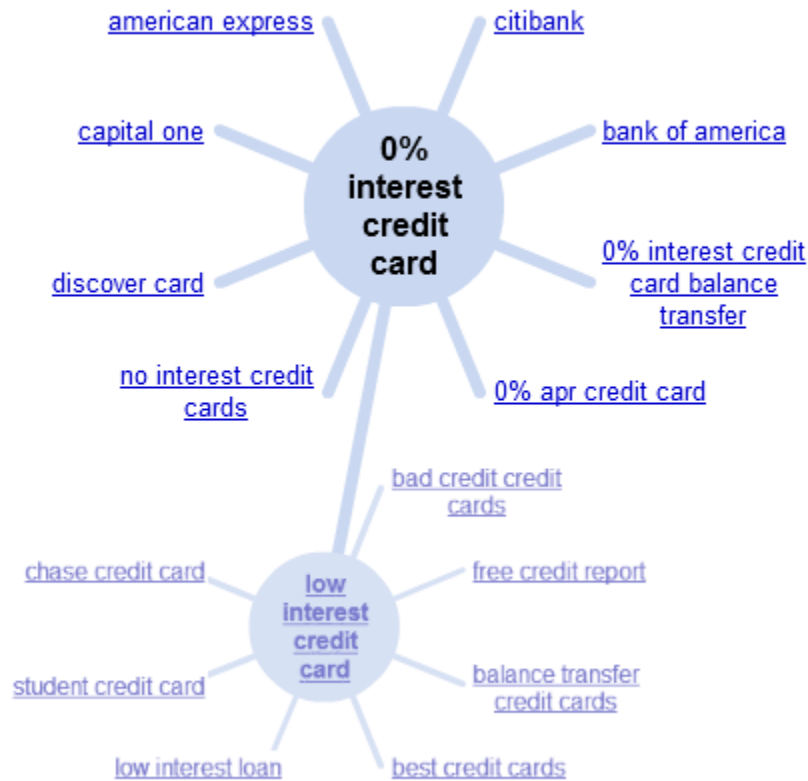 american express
citibank
capital one
bank of america
0%
interest
credit
card
discover card
0% interest credit
card balance
transfer
no interest credit
cards
0% apr credit card
bad credit credit
cards
chase credit card
free credit report
low
interest
credit
card
student credit card
balance transfer
credit cards
low interest loan
best credit cards